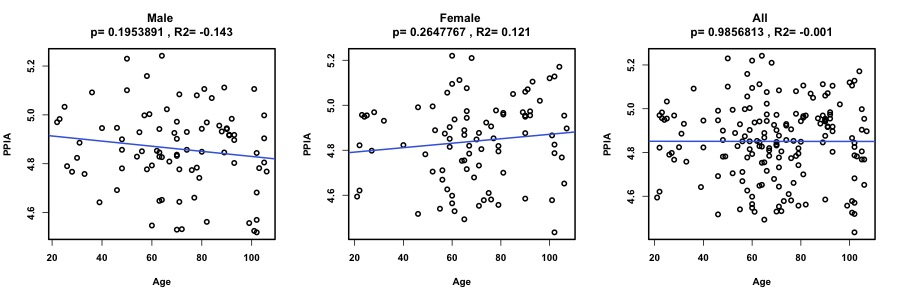 Male
p= 0.1953891 , R2= -0.143
PPIA
5.2
5.0
4.8
4.6
20 40 60 80 100
Age
Female
p= 0.2647767 , R2= 0.121
PPIA
5.2
5.0
4.8
4.6
20 40 60 80 100
Age
All
p= 0.9856813 , R2= -0.001
PPIA
5.2
5.0
4.8
4.6
20 40 60 80 100
Age